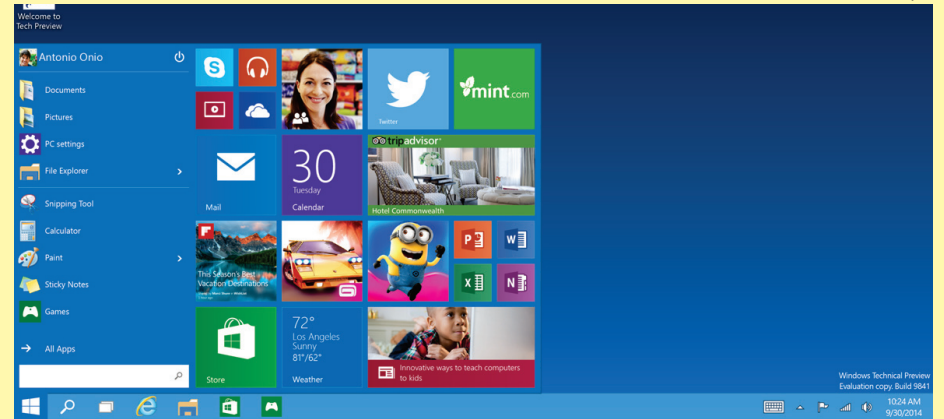 Welcome to
Tech Preview
Antonio Onio
Documents
Pictures
PC settings
File Explorer
Snipping Tool
Calculator
Paint
Sticky Notes
Games
All Apps
Twitter
mint.com
Mail
30
Tuesday
Calendar
tripadvisor
Hotel Commonwealth
This Season's Best
Vacation Destinations
P
W
X
N
Store
72°
Los Angeles
Sunny
81°/62°
Weather
Innovative ways to teach computers
to kids
Windows Technical Preview
Evaluation copy. Build 9841
10:24 AM
9/30/2014